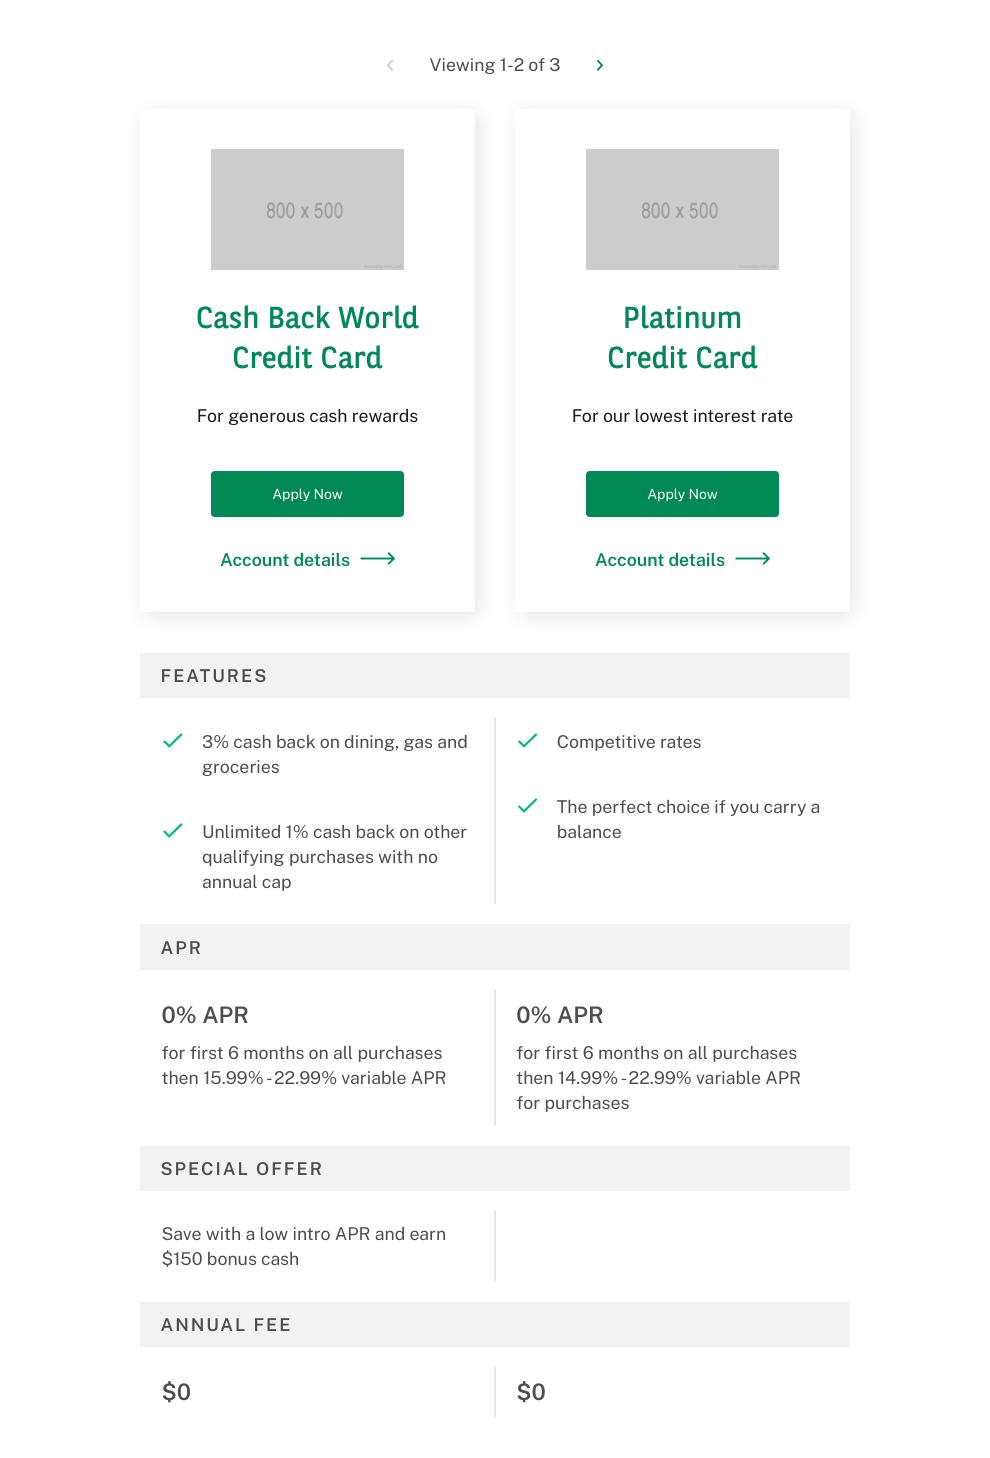 Viewing 1-2 of 3
800 x 500
Cash Back World
Credit Card
For generous cash rewards
Apply Now
Account details
800 x 500
Platinum
Credit Card
For our lowest interest rate
Apply Now
Account details
FEATURES
3% cash back on dining, gas and
groceries
Unlimited 1% cash back on other
qualifying purchases with no
annual cap
Competitive rates
The perfect choice if you carry a
balance
APR
0% APR
for first 6 months on all purchases
then 15.99% - 22.99% variable APR
0% APR
for first 6 months on all purchases
then 14.99% - 22.99% variable APR
for purchases
SPECIAL OFFER
Save with a low intro APR and earn
$150 bonus cash
ANNUAL FEE
$0
$0